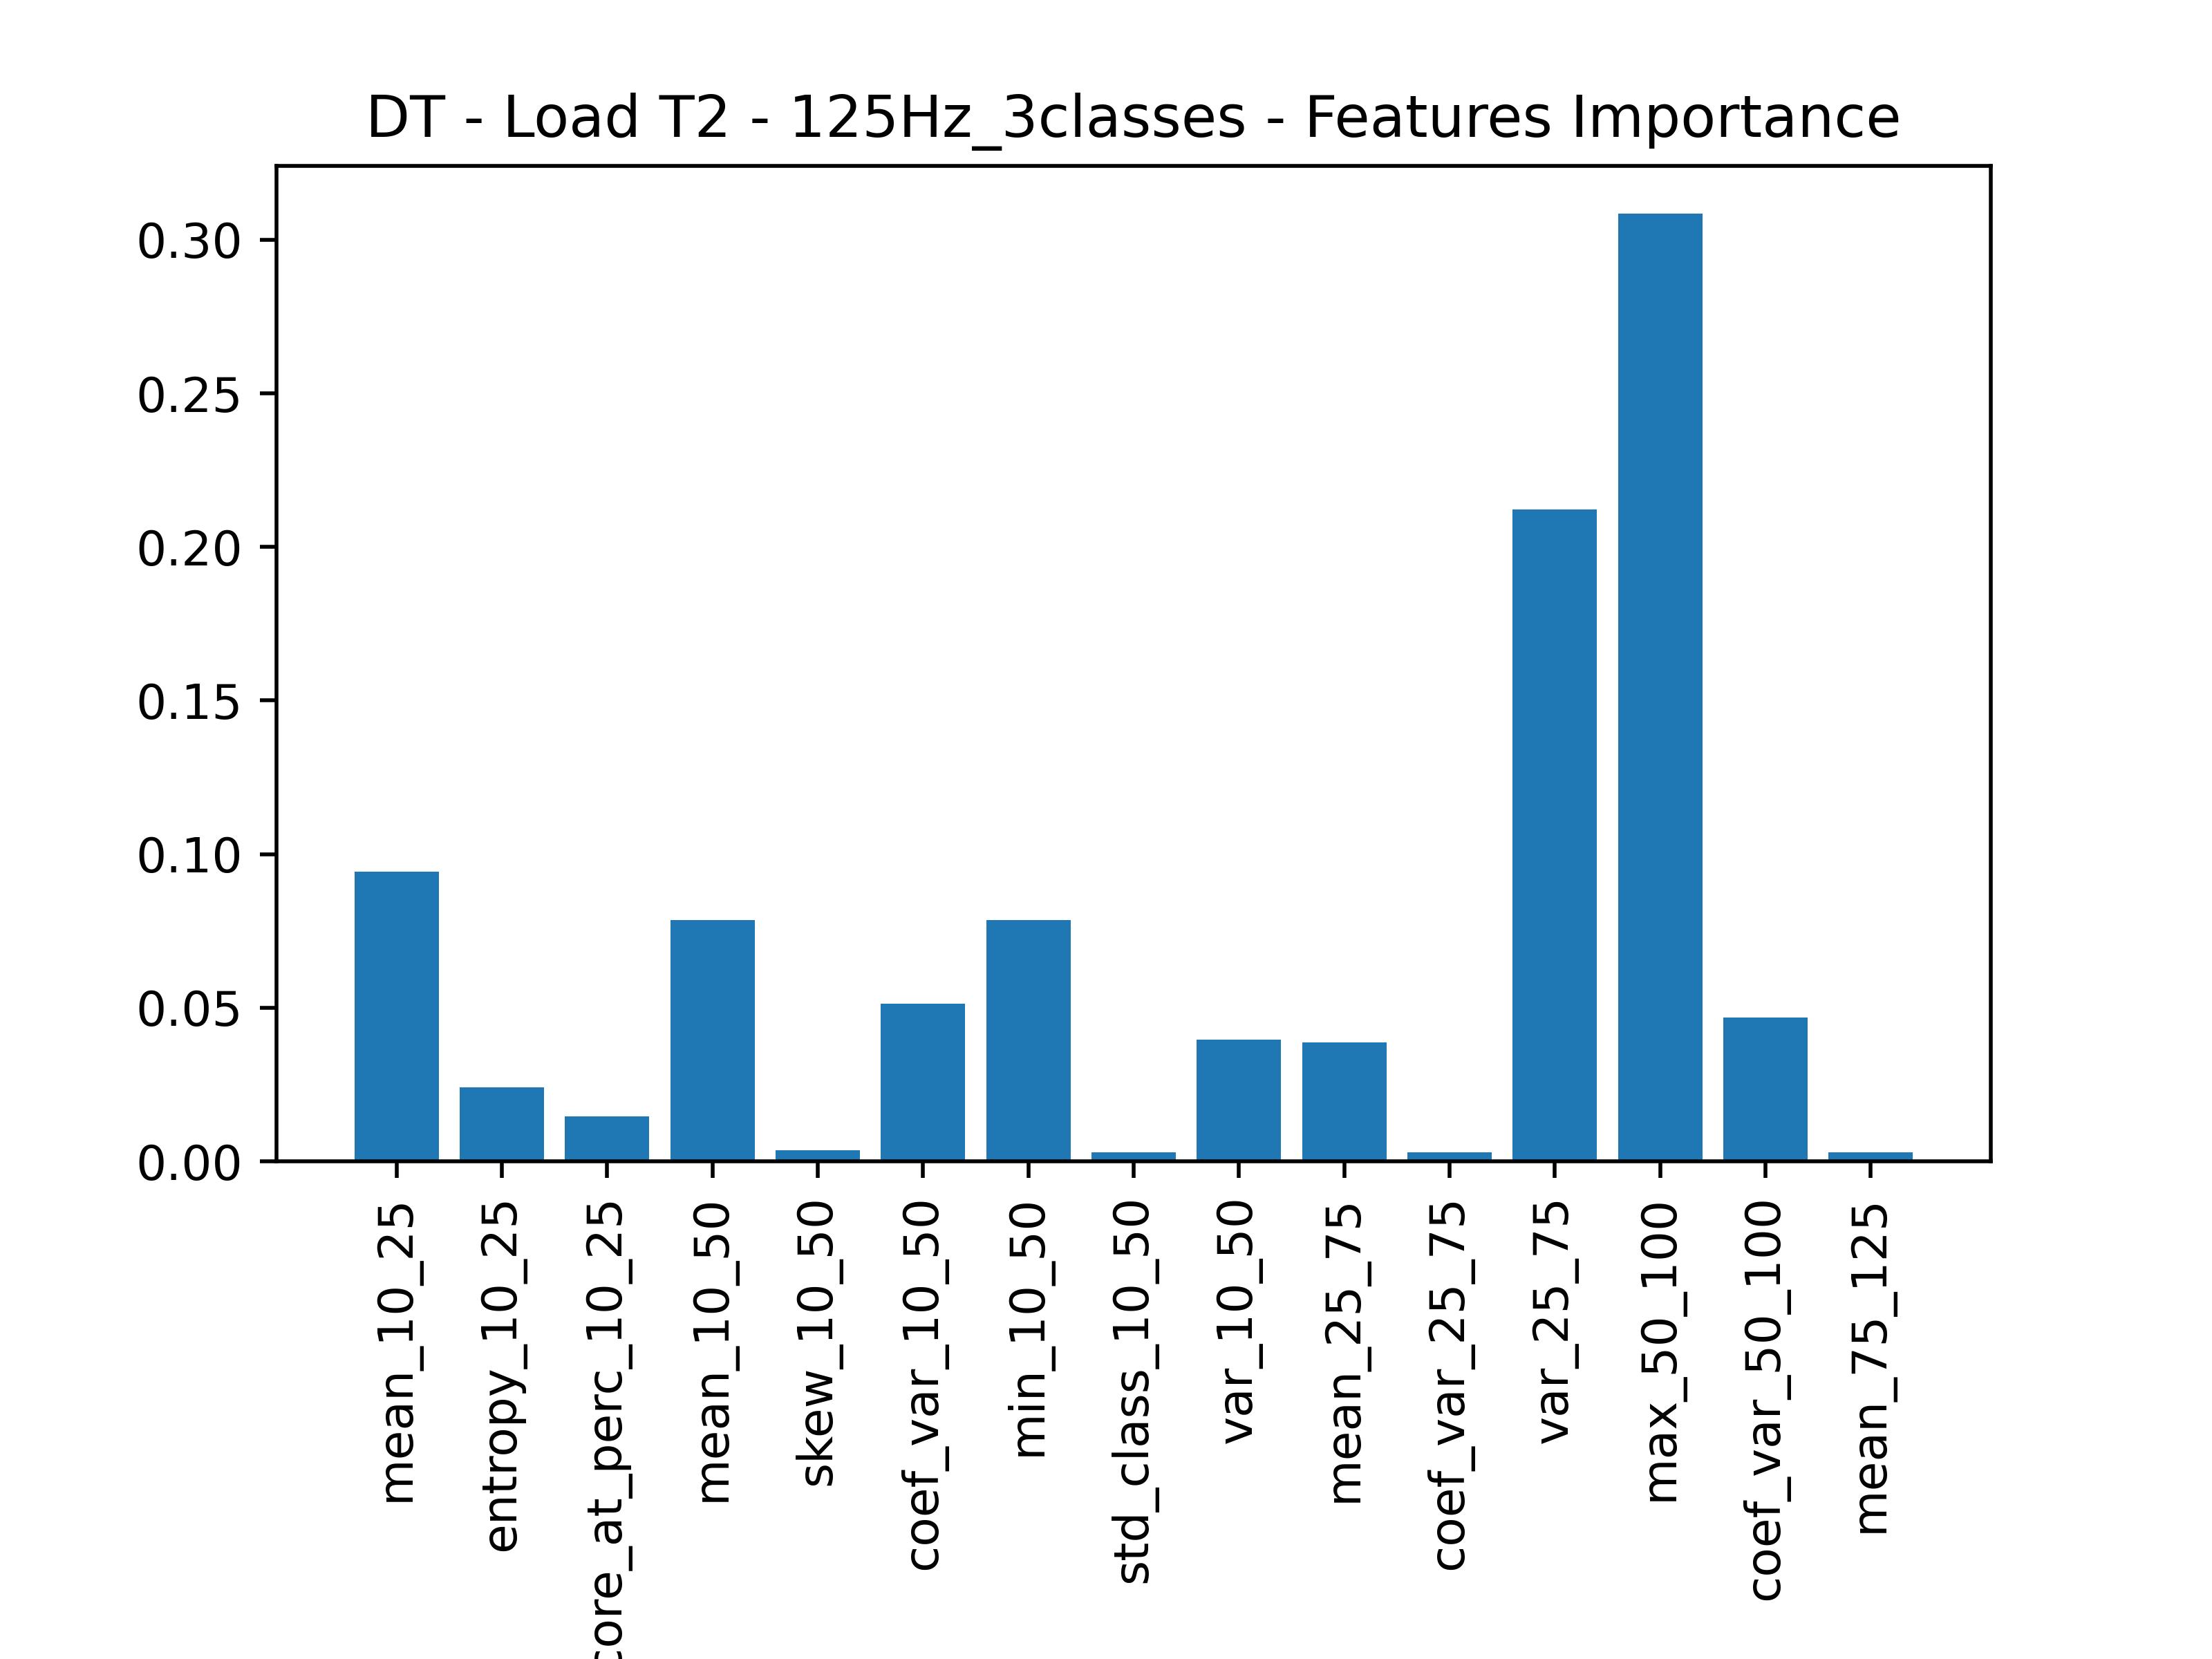 DT - Load T2 - 125Hz_3classes - Features Importance
0.30
0.25
0.20
0.15
0.10
0.05
0.00
mean_10_25
entropy_10_25
core_at_perc_10_25
mean_10_50
skew_10_50
coef_var_10_50
min_10_50
std_class_10_50
var_10_50
mean_25_75
coef_var_25_75
var_25_75
max_50_100
coef_var_50_100
mean_75_125